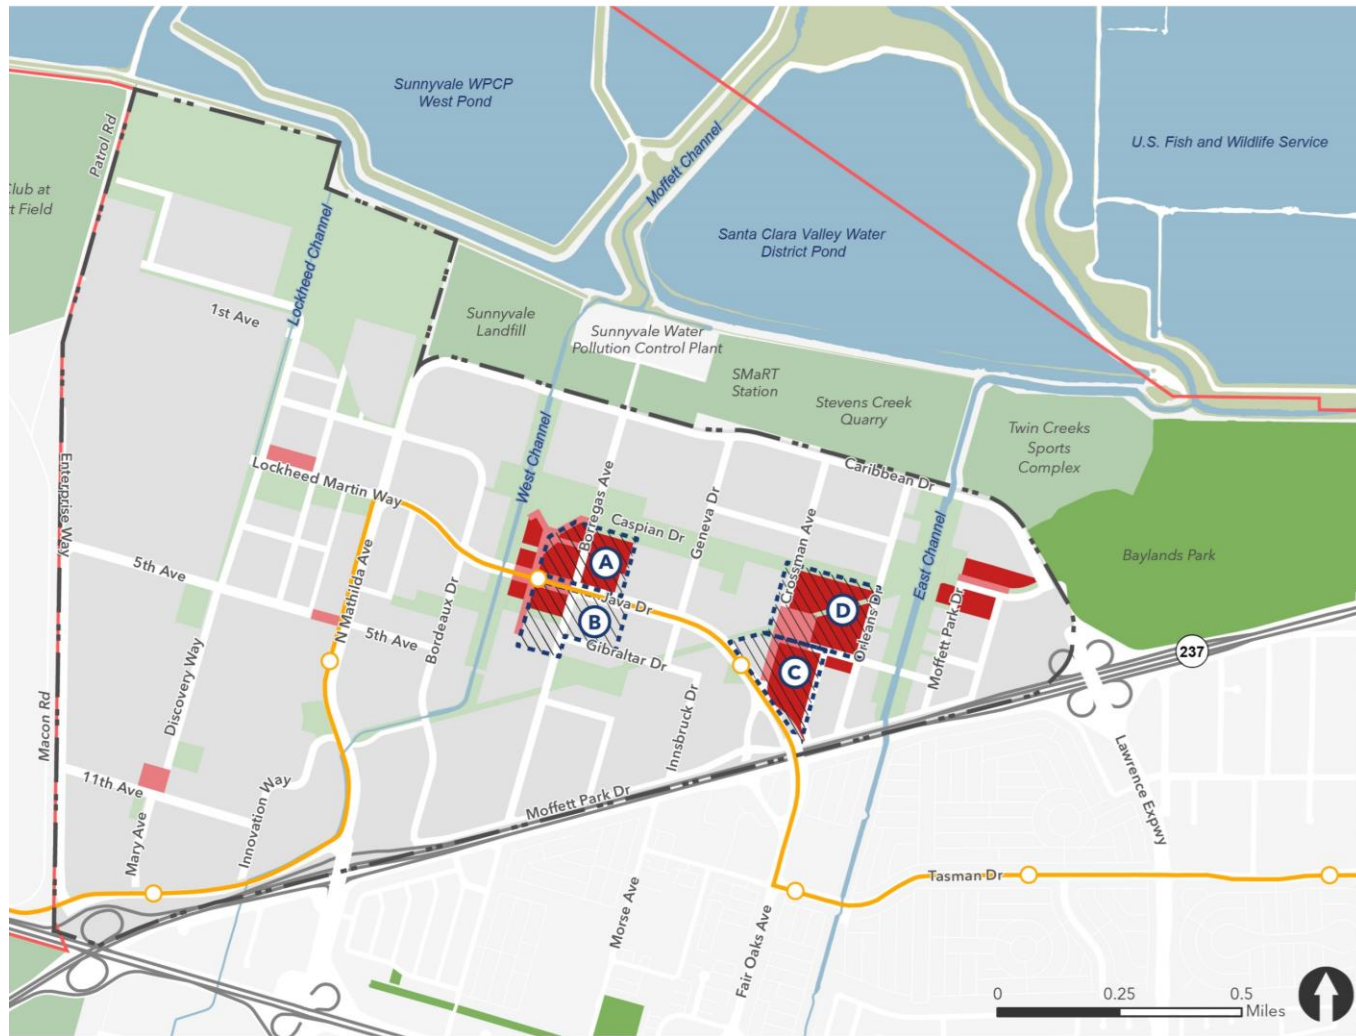 Sunnyvale WPCP
West Pond
Moffett Channel
U.S. Fish and Wildlife Service
Patrol Rd
Club at
rt Field
Santa Clara Valley Water
District Pond
Lockheed Channel
1st Ave
Sunnyvale
Landfill
Sunnyvale Water
Pollution Control Plant
SMaRT
Station
Stevens Creek
Quarry
Twin Creeks
Sports
Complex
Enterprise Way
Lockheed Martin Way
West Channel
Borregas Ave
Caspian Dr
Geneva Dr
Caribbean Dr
Crossman Ave
East Channel
Baylands Park
5th Ave
N Mathilda Ave
Bordeaux Dr
A
Java Dr
B
Gibraltar Dr
D
Orleans Dr
Moffett Park Dr
5th Ave
C
237
Discovery Way
Macon Rd
Innsbruck Dr
11th Ave
Mary Ave
Innovation Way
Moffett Park Dr
Lawrence Expwy
Morse Ave
Fair Oaks Ave
Tasman Dr
0 0.25 0.5
Miles